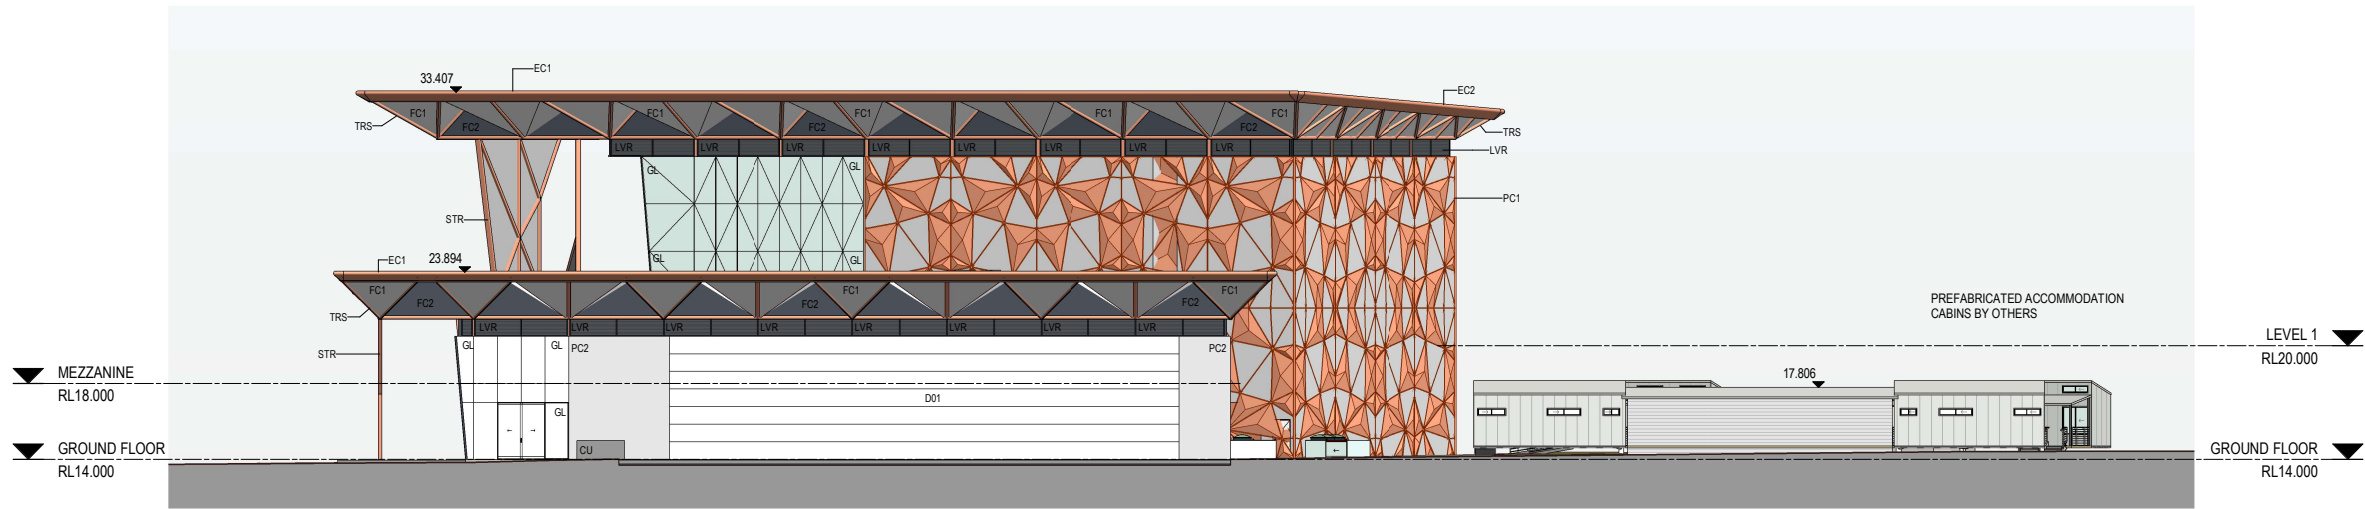 EC1
33.407
EC2
FC1
FC1
FC1
FC1
FC1
TRS
FC2
FC2
FC2
TRS
LVR
LVR
LVR
LVR
LVR
LVR
LVR
LVR
LVR
GL
GL
PC1
STR
EC1
23.894
GL
GL
FC1
FC1
FC1
FC2
FC2
FC2
PREFABRICATED ACCOMMODATION
CABINS BY OTHERS
TRS
LVR
LVR
LVR
LVR
LVR
LVR
LVR
LVR
LEVEL 1
RL20.000
GL
GL
PC2
PC2
STR
MEZZANINE
RL18.000
17.806
D01
GL
CU
GROUND FLOOR
RL14.000
GROUND FLOOR
RL14.000